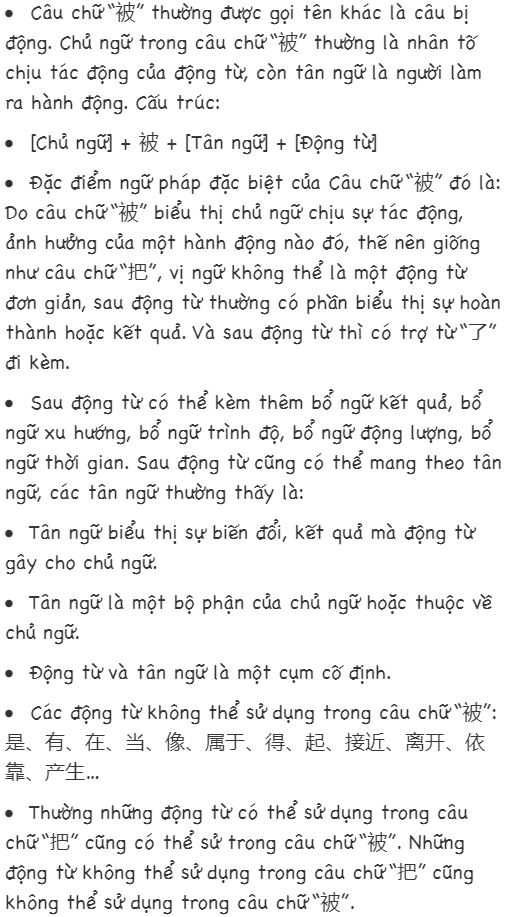 • Câu chữ “被” thường được gọi tên khác là câu bị
động. Chủ ngữ trong câu chữ “被” thường là nhân tố
chịu tác động của động từ, còn tân ngữ là người làm
ra hành động. Cấu trúc:
• [Chủ ngữ] + 被 + [Tân ngữ] + [Động từ]
• Đặc điểm ngữ pháp đặc biệt của Câu chữ “被” đó là:
Do câu chữ “被” biểu thị chủ ngữ chịu sự tác động,
ảnh hưởng của một hành động nào đó, thế nên giống
như câu chữ “把”, vị ngữ không thể là một động từ
đơn giản, sau động từ thường có phần biểu thị sự hoàn
thành hoặc kết quả. Và sau động từ thì có trợ từ “了”
đi kèm.
• Sau động từ có thể kèm thêm bổ ngữ kết quả, bổ
ngữ xu hướng, bổ ngữ trình độ, bổ ngữ động lượng, bổ
ngữ thời gian. Sau động từ cũng có thể mang theo tân
ngữ, các tân ngữ thường thấy là:
• Tân ngữ biểu thị sự biến đổi, kết quả mà động từ
gây cho chủ ngữ.
• Tân ngữ là một bộ phận của chủ ngữ hoặc thuộc về
chủ ngữ.
• Động từ và tân ngữ là một cụm cố định.
• Các động từ không thể sử dụng trong câu chữ “被”:
是、有、在、当、像、属于、得、起、接近、离开、依
靠、产生...
• Thường những động từ có thể sử dụng trong câu
chữ “把” cũng có thể sử trong câu chữ “被”. Những
động từ không thể sử dụng trong câu chữ “把” cũng
không thể sử dụng trong câu chữ “被”.